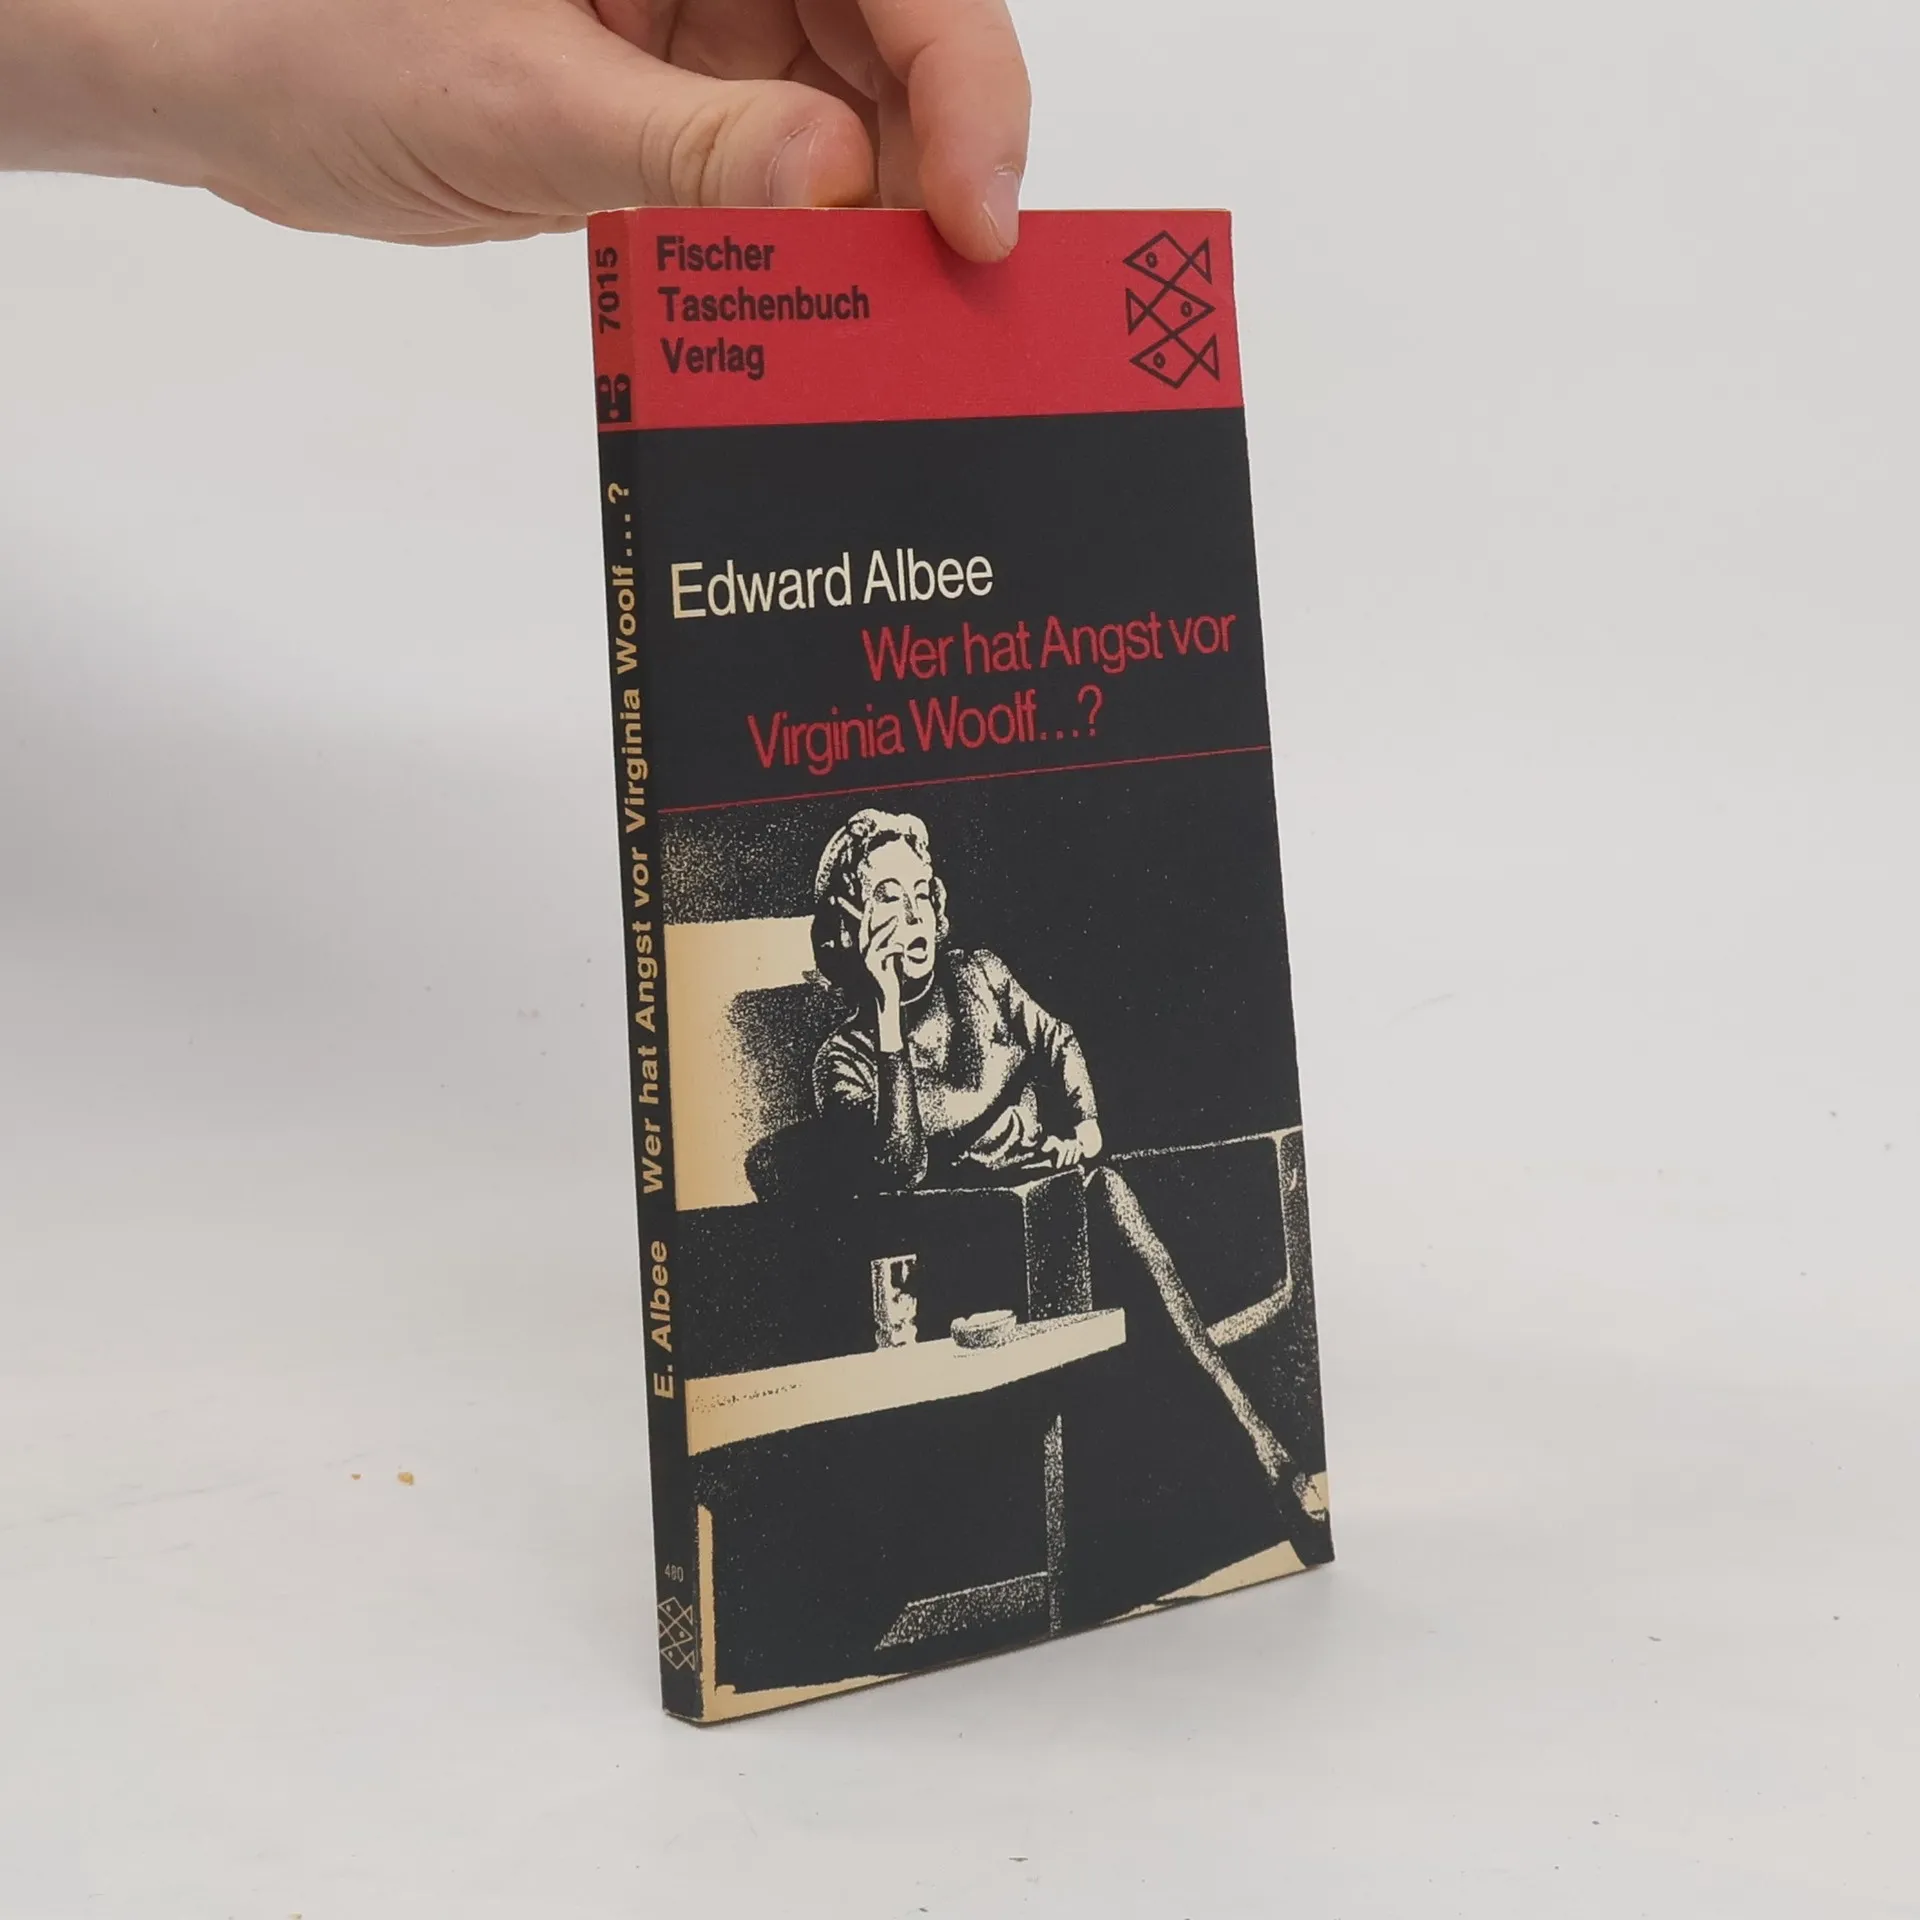 Fischer
Taschenbuch
Verlag
Edward Albee
Wer hat Angst vor
Virginia Woolf...?
E. Albee Wer hat Angst vor Virginia Woolf...?
7015
480